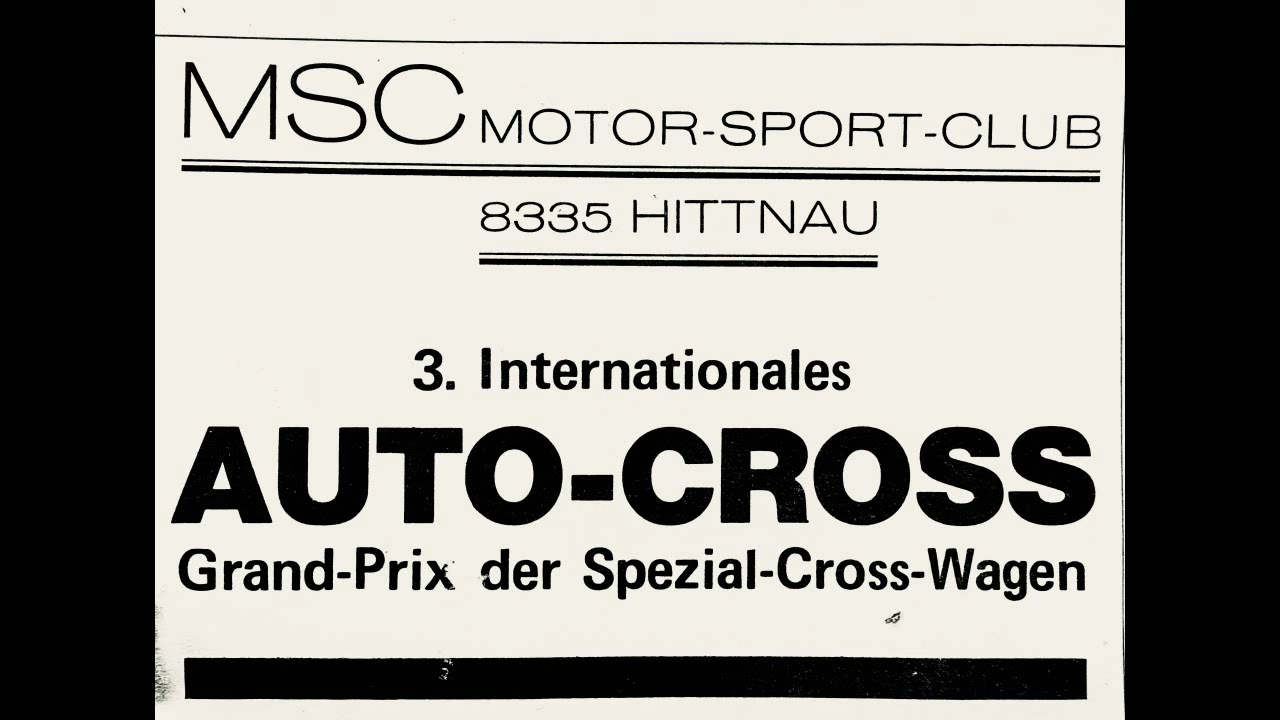 MSC MOTOR-SPORT-CLUB
8335 HITTNAU
3. Internationales
AUTO-CROSS
Grand-Prix der Spezial-Cross-Wagen